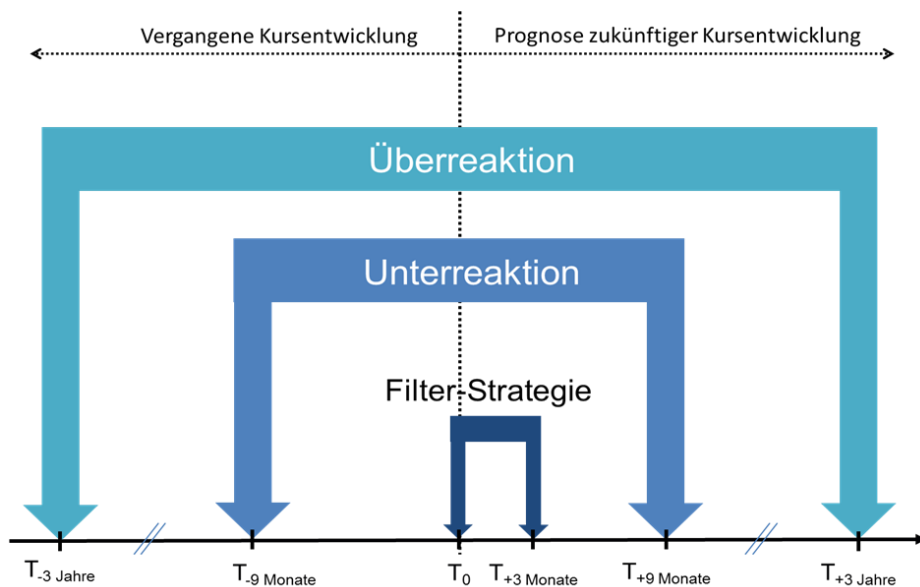 Vergangene Kursentwicklung
Prognose zukünftiger Kursentwicklung
Überreaktion
Unterreaktion
Filter-Strategie
T-3 Jahre
T-9 Monate
T0
T+3 Monate
T+9 Monate
T+3 Jahre